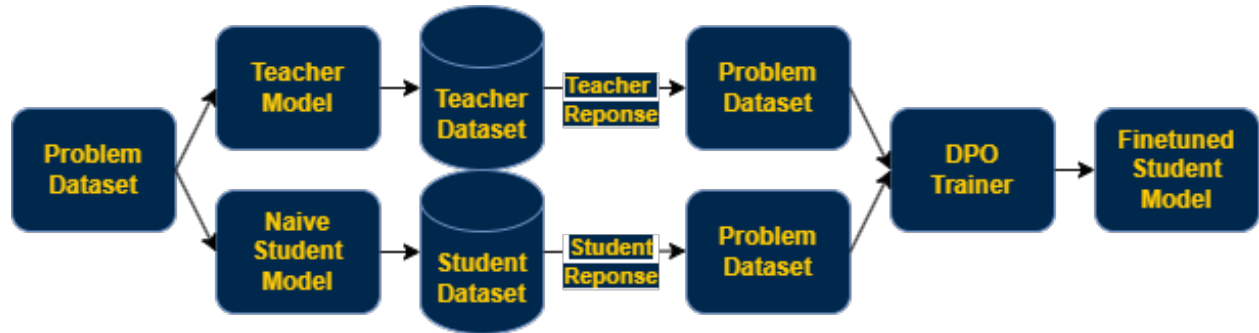 Problem
Dataset
Teacher
Model
Teacher
Dataset
Teacher
Reponse
Problem
Dataset
Naive
Student
Model
Student
Dataset
Student
Reponse
Problem
Dataset
DPO
Trainer
Finetuned
Student
Model